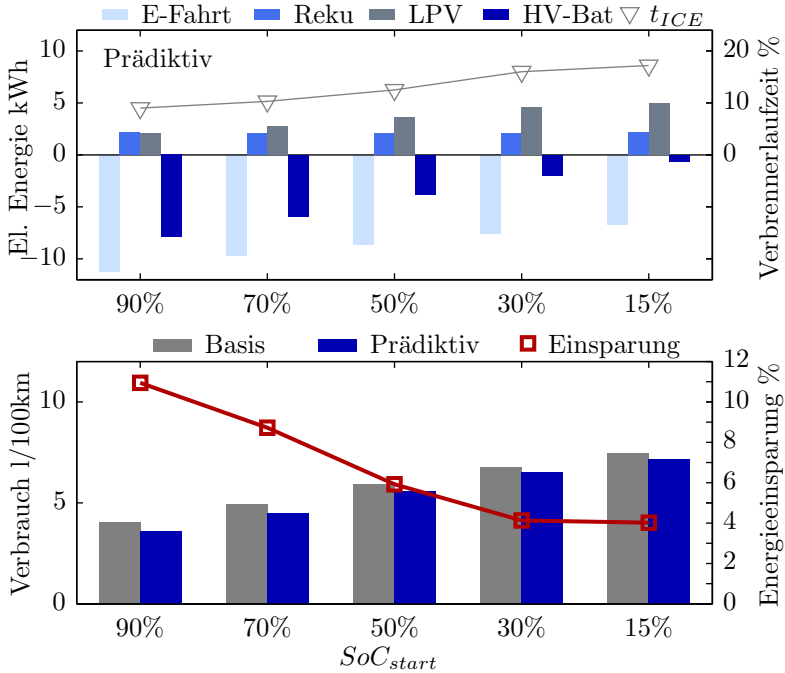 E-Fahrt Reku LPV HV-Bat t_ICE
Prädiktiv
El. Energie kWh
10
5
0
−5
−10
20
10
0
Verbrennerlaufzeit %
90% 70% 50% 30% 15%
Basis Prädiktiv Einsparung
Verbrauch l/100km
10
5
0
12
10
8
6
4
2
0
Energieeinsparung %
90% 70% 50% 30% 15%
SoC_start